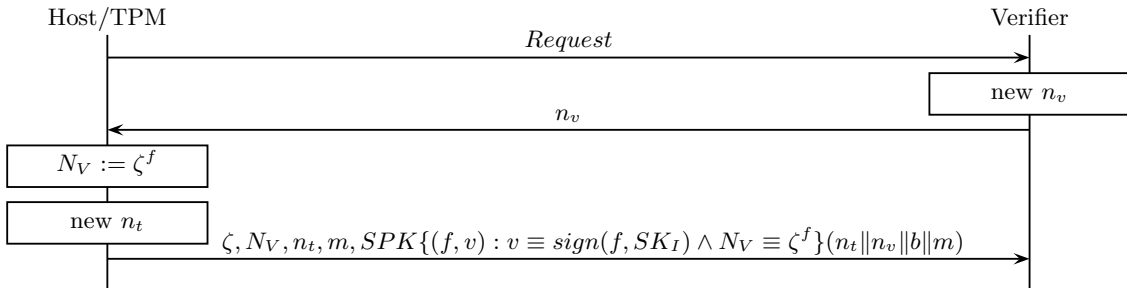 Host/TPM
Verifier
Request
new n_v
n_v
N_V := ζ^f
new n_t
ζ, N_V, n_t, m, SPK{(f, v) : v ≡ sign(f, SK_I) ∧ N_V ≡ ζ^f}(n_t‖n_v‖b‖m)